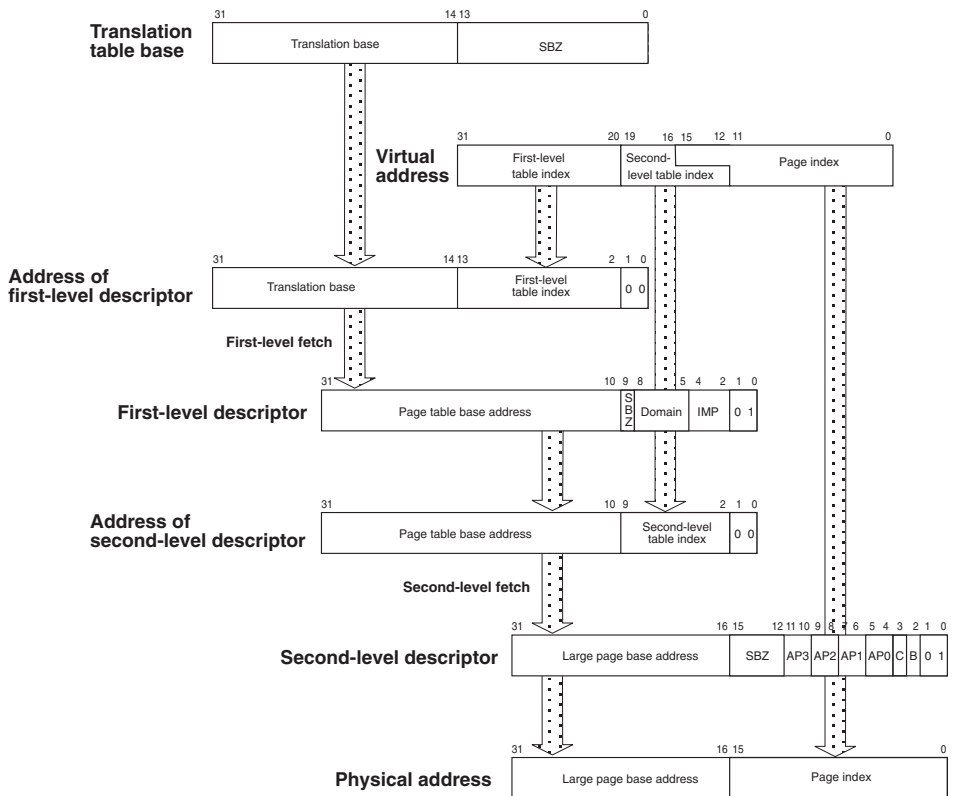 31 14 13 0
Translation
table base
Translation base SBZ
31 20 19 16 15 12 11 0
Virtual
address
First-level
table index
Second-
level table index
Page index
31 14 13 2 1 0
Address of
first-level descriptor
Translation base
First-level
table index
0 0
First-level fetch
31 10 9 8 5 4 2 1 0
First-level descriptor
Page table base address
S
B
Z
Domain IMP 0 1
31 10 9 2 1 0
Address of
second-level descriptor
Page table base address
Second-level
table index
0 0
Second-level fetch
31 16 15 12 11 10 9 8 7 6 5 4 3 2 1 0
Second-level descriptor
Large page base address SBZ AP3 AP2 AP1 AP0 C B 0 1
31 16 15 0
Physical address
Large page base address Page index